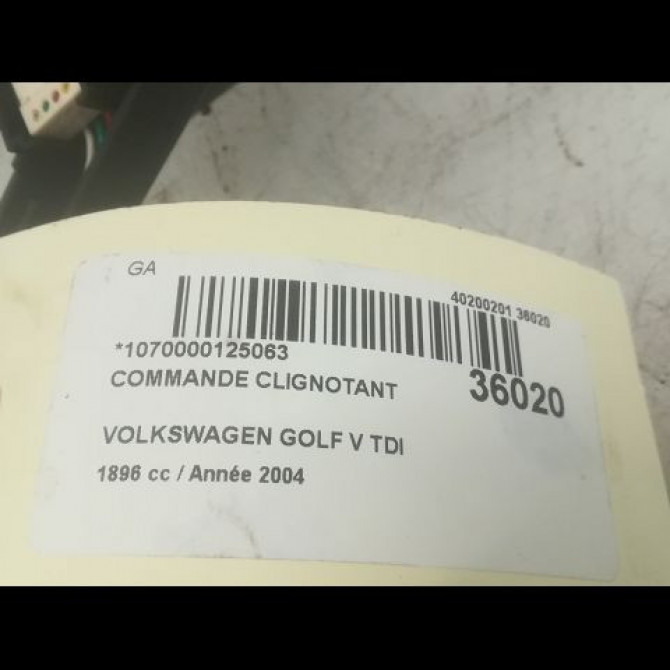 GA
40200201 36020
*1070000125063
36020
COMMANDE CLIGNOTANT
VOLKSWAGEN GOLF V TDI
1896 cc / Année 2004